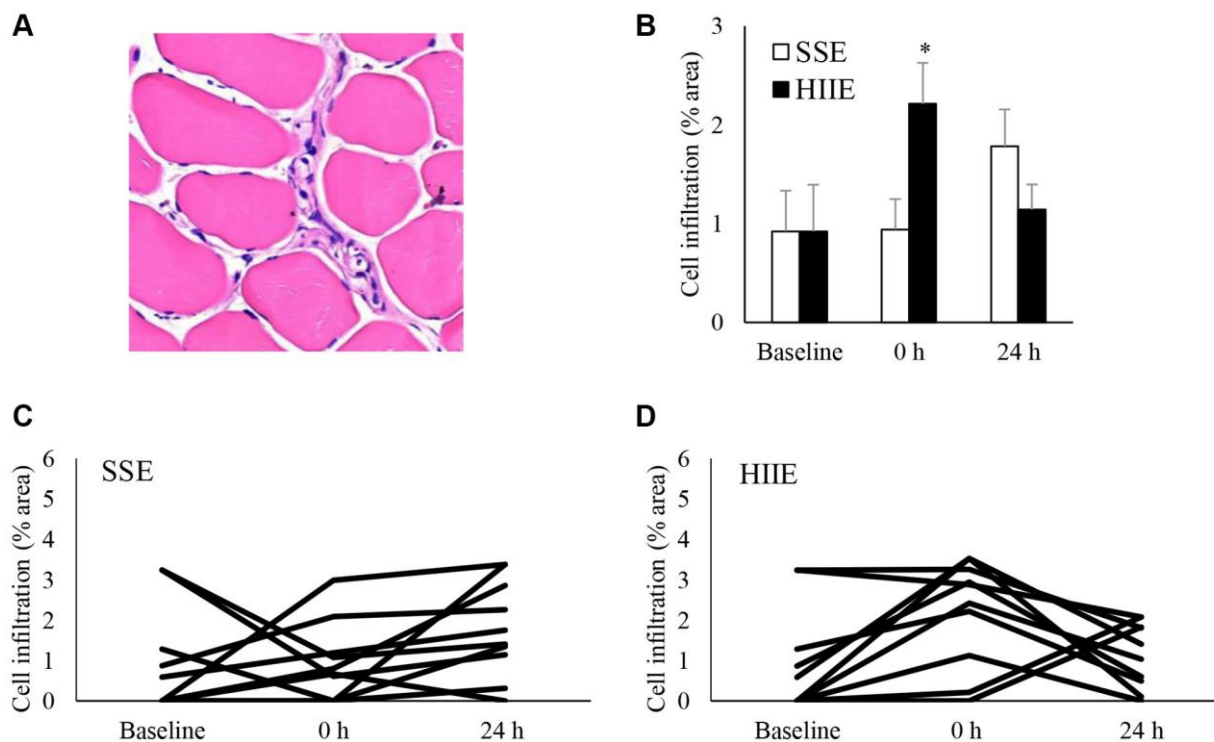 A
B
Cell infiltration (% area)
3
2
1
0
SSE
HIIE
*
Baseline 0 h 24 h
C
Cell infiltration (% area)
6
5
4
3
2
1
0
SSE
Baseline 0 h 24 h
D
Cell infiltration (% area)
6
5
4
3
2
1
0
HIIE
Baseline 0 h 24 h